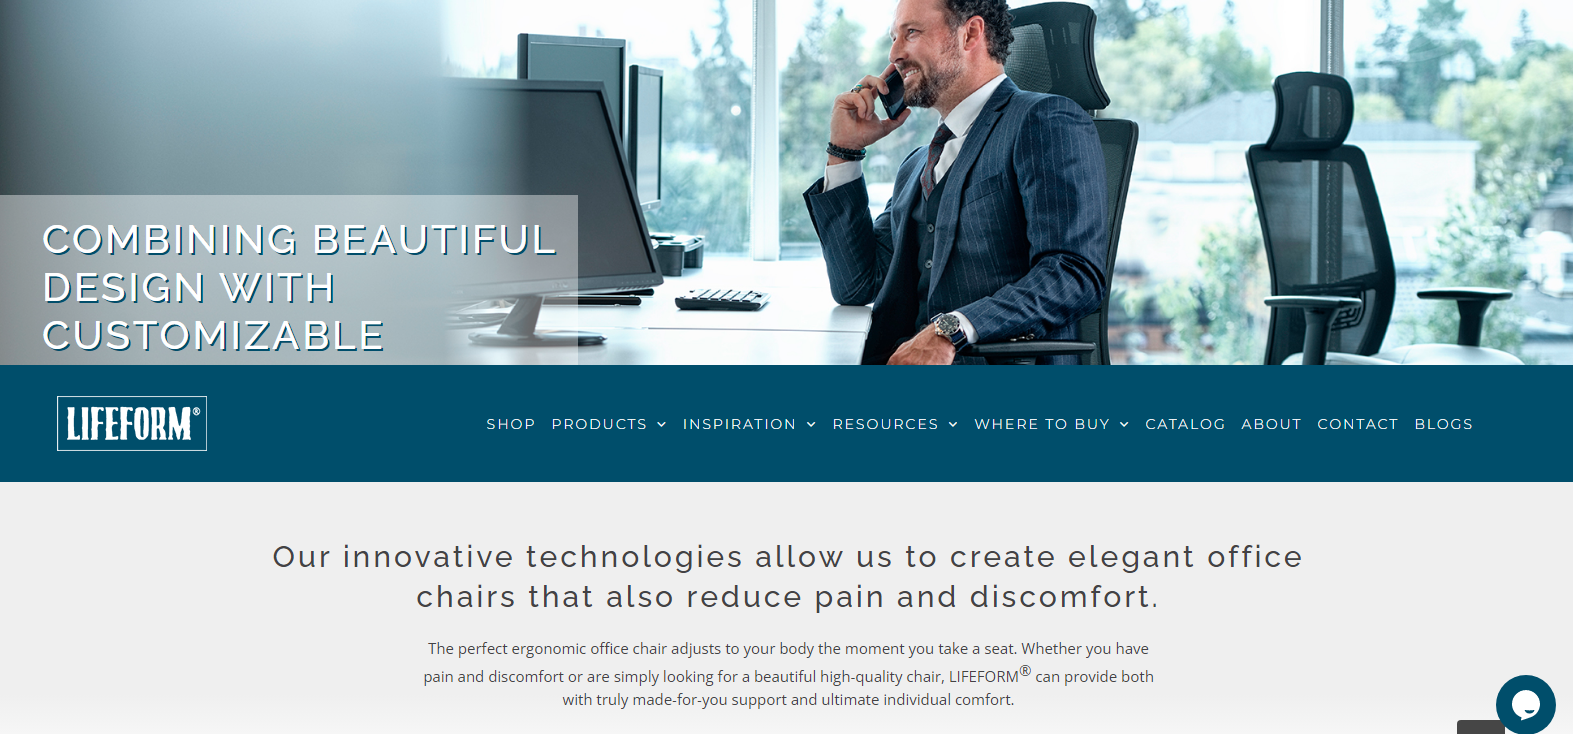 COMBINING BEAUTIFUL
DESIGN WITH
CUSTOMIZABLE
LIFEFORM®
SHOP PRODUCTS INSPIRATION RESOURCES WHERE TO BUY CATALOG ABOUT CONTACT BLOGS
Our innovative technologies allow us to create elegant office
chairs that also reduce pain and discomfort.
The perfect ergonomic office chair adjusts to your body the moment you take a seat. Whether you have
pain and discomfort or are simply looking for a beautiful high-quality chair, LIFEFORM® can provide both
with truly made-for-you support and ultimate individual comfort.